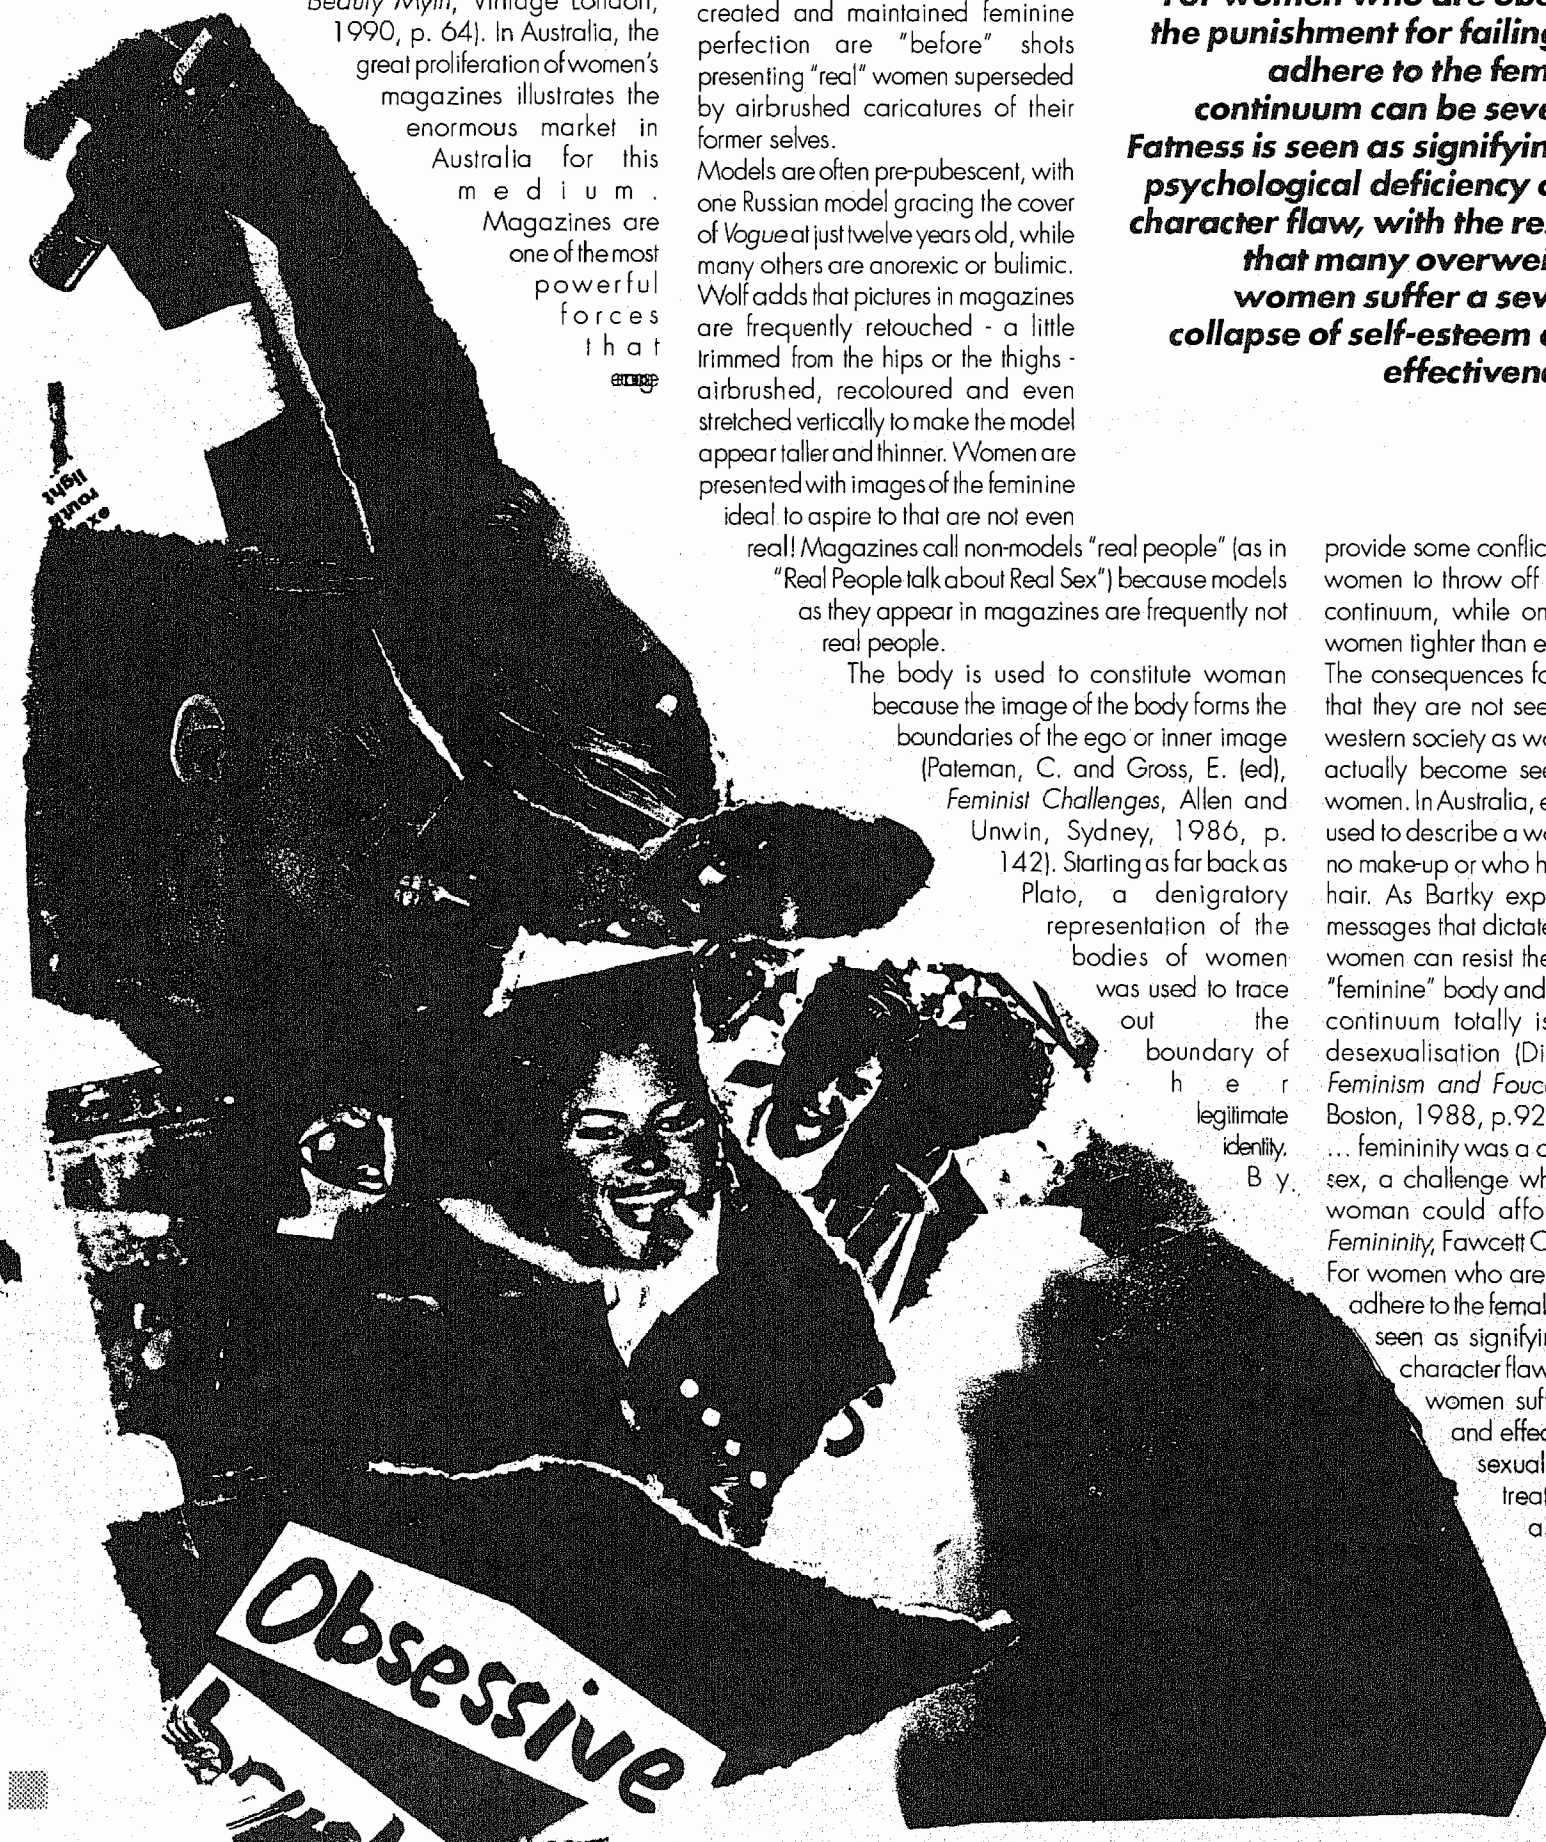 Beauty Myth, Vintage London,
1990, p. 64). In Australia, the
great proliferation of women's
magazines illustrates the
enormous market in
Australia for this
medium.
Magazines are
one of the most
powerful
forces
that
created and maintained feminine
perfection are "before" shots
presenting "real" women superseded
by airbrushed caricatures of their
former selves.
Models are often pre-pubescent, with
one Russian model gracing the cover
of Vogue at just twelve years old, while
many others are anorexic or bulimic.
Wolf adds that pictures in magazines
are frequently retouched - a little
trimmed from the hips or the thighs -
airbrushed, recoloured and even
stretched vertically to make the model
appear taller and thinner. Women are
presented with images of the feminine
ideal to aspire to that are not even
real! Magazines call non-models "real people" (as in
"Real People talk about Real Sex") because models
as they appear in magazines are frequently not
real people.
The body is used to constitute woman
because the image of the body forms the
boundaries of the ego or inner image
(Pateman, C. and Gross, E. (ed),
Feminist Challenges, Allen and
Unwin, Sydney, 1986, p.
142). Starting as far back as
Plato, a denigratory
representation of the
bodies of women
was used to trace
out the
boundary of
her
legitimate
identity.
By
For women who are
the punishment for failing
adhere to the fem
continuum can be seve
Fatness is seen as signifyin
psychological deficiency
character flaw, with the re
that many overwei
women suffer a sev
collapse of self-esteem
effectiven
provide some conflic
women to throw off
continuum, while on
women tighter than e
The consequences fo
that they are not see
western society as wo
actually become see
women. In Australia, e
used to describe a wo
no make-up or who h
hair. As Bartky exp
messages that dictate
women can resist the
"feminine" body and
continuum totally is
desexualisation (Di
Feminism and Fouc
Boston, 1988, p.92
... femininity was a c
sex, a challenge wh
woman could affo
Femininity, Fawcett C
For women who are
adhere to the femal
seen as signifyin
character flaw
women suf
and effec
sexual
treat
a
light
routi
exe
Obsessive